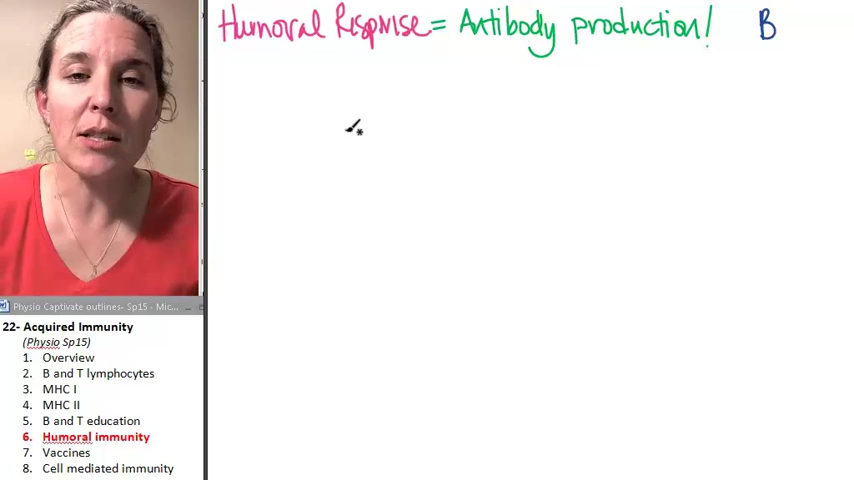 Humoral Response = Antibody production! B
Physio Captivate outlines- Sp15 - Mic...
22- Acquired Immunity
(Physio Sp15)
1. Overview
2. B and T lymphocytes
3. MHC I
4. MHC II
5. B and T education
6. Humoral immunity
7. Vaccines
8. Cell mediated immunity